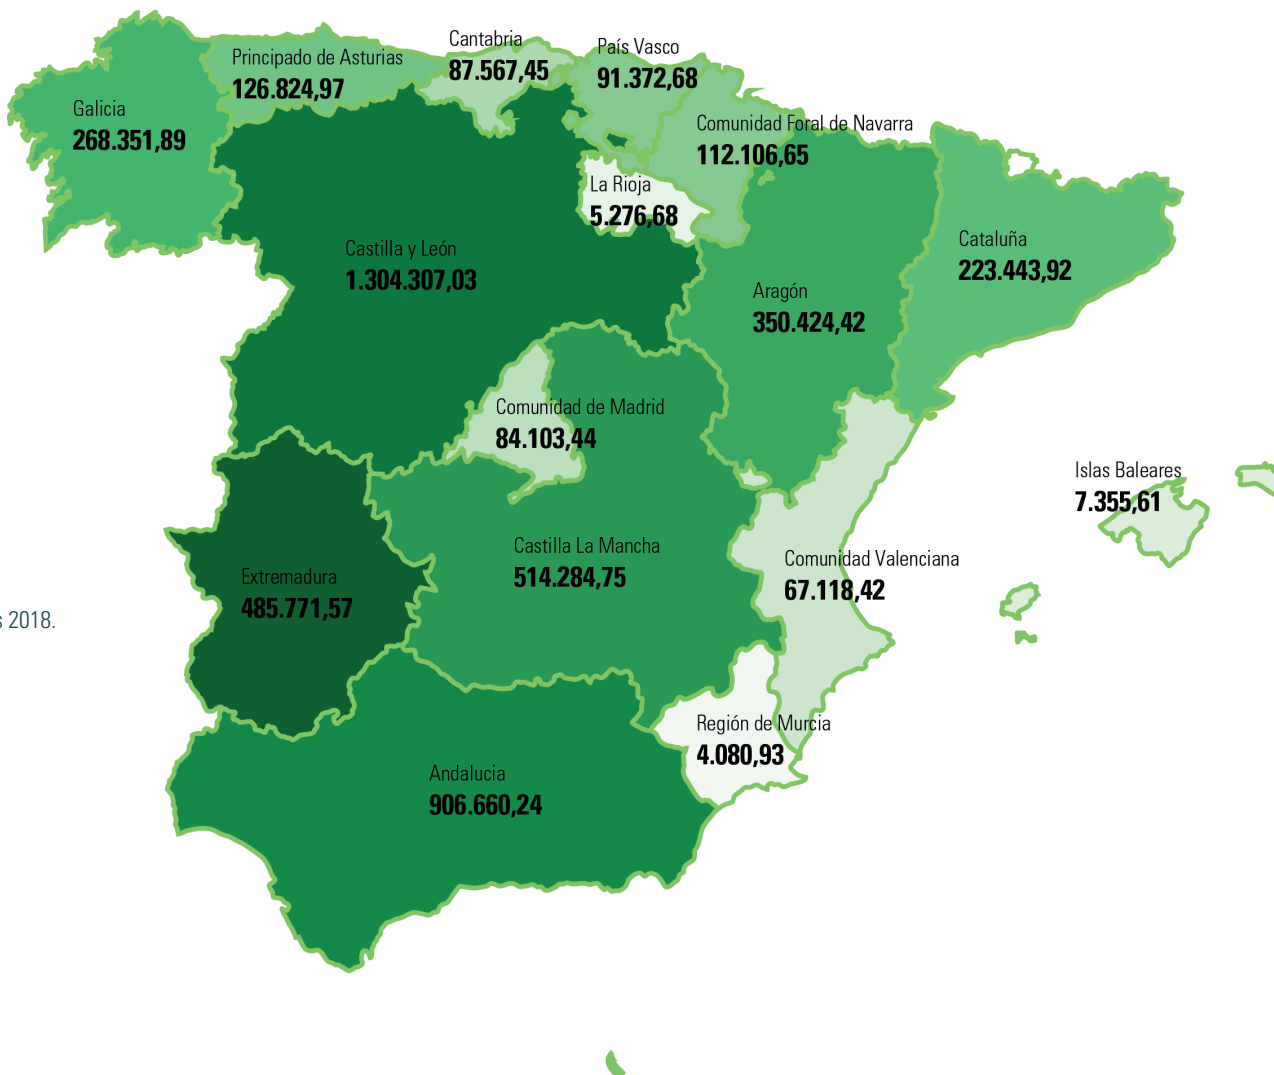 Cantabria
87.567,45
País Vasco
91.372,68
Principado de Asturias
126.824,97
Galicia
268.351,89
Comunidad Foral de Navarra
112.106,65
La Rioja
5.276,68
Castilla y León
1.304.307,03
Cataluña
223.443,92
Aragón
350.424,42
Comunidad de Madrid
84.103,44
Islas Baleares
7.355,61
Castilla La Mancha
514.284,75
Comunidad Valenciana
67.118,42
Extremadura
485.771,57
s 2018.
Región de Murcia
4.080,93
Andalucia
906.660,24